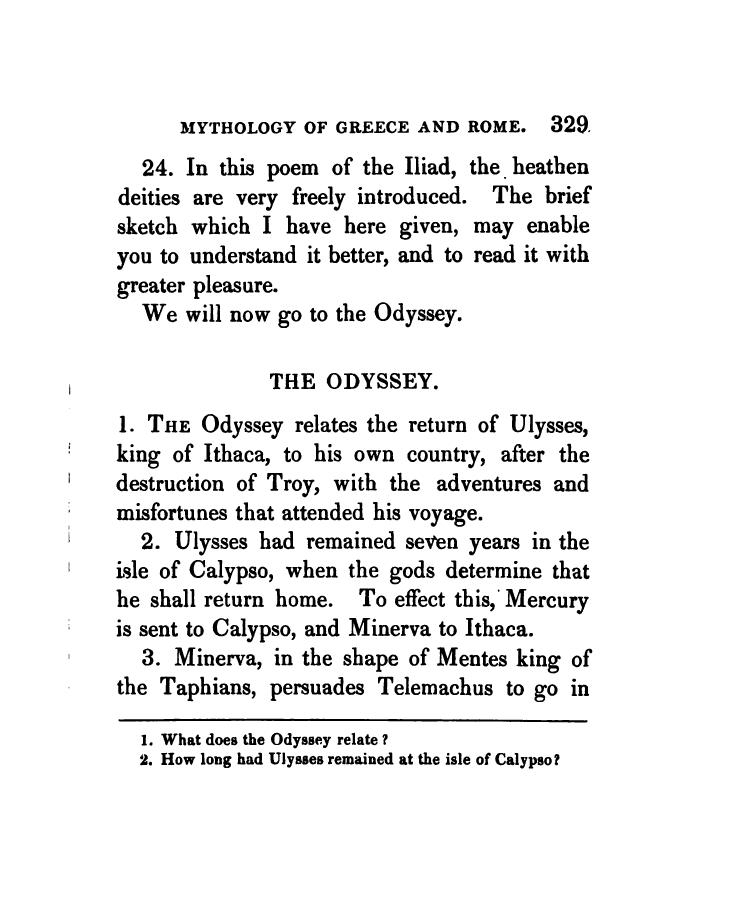 MYTHOLOGY OF GREECE AND ROME. 329.
24. In this poem of the Iliad, the heathen
deities are very freely introduced. The brief
sketch which I have here given, may enable
you to understand it better, and to read it with
greater pleasure.
We will now go to the Odyssey.
THE ODYSSEY.
1. THE Odyssey relates the return of Ulysses,
king of Ithaca, to his own country, after the
destruction of Troy, with the adventures and
misfortunes that attended his voyage.
2. Ulysses had remained seven years in the
isle of Calypso, when the gods determine that
he shall return home. To effect this, Mercury
is sent to Calypso, and Minerva to Ithaca.
3. Minerva, in the shape of Mentes king of
the Taphians, persuades Telemachus to go in
1. What does the Odyssey relate?
2. How long had Ulysses remained at the isle of Calypso?